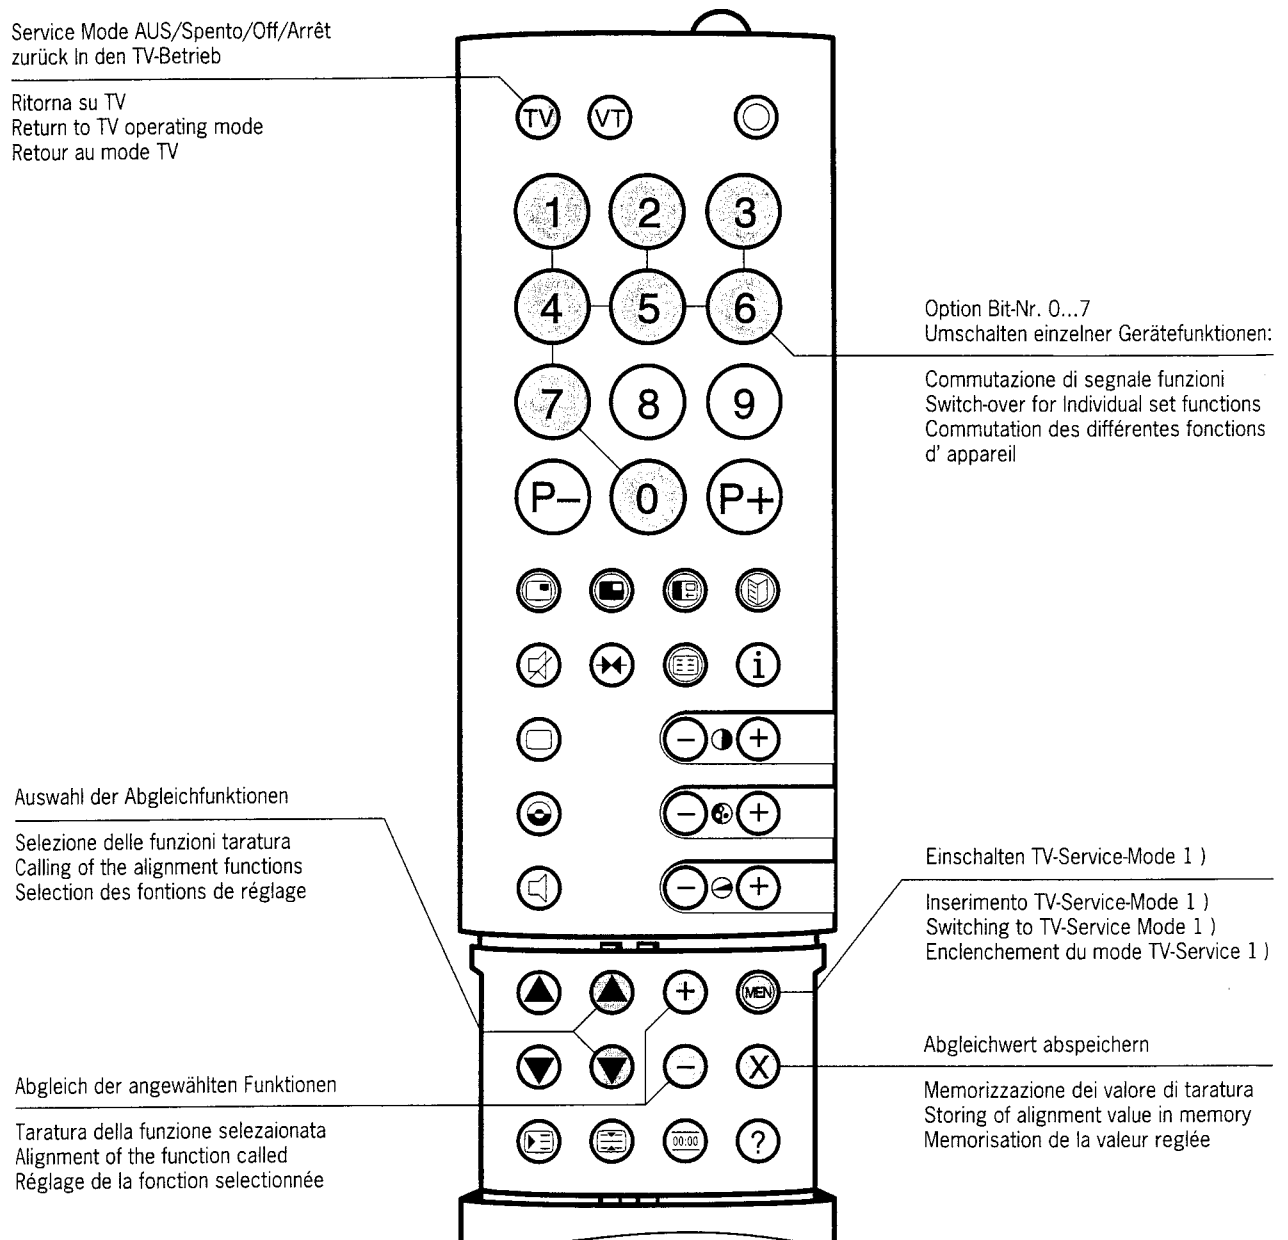 Service Mode AUS/Spento/Off/Arrêt
zurück In den TV-Betrieb
Ritorna su TV
Return to TV operating mode
Retour au mode TV
TV VT
1 2 3
4 5 6
7 8 9
P– 0 P+
Option Bit-Nr. 0...7
Umschalten einzelner Gerätefunktionen:
Commutazione di segnale funzioni
Switch-over for Individual set functions
Commutation des différentes fonctions
d' appareil
i
– +
– +
– +
Auswahl der Abgleichfunktionen
Selezione delle funzioni taratura
Calling of the alignment functions
Selection des fontions de réglage
Einschalten TV-Service-Mode 1 )
Inserimento TV-Service-Mode 1 )
Switching to TV-Service Mode 1 )
Enclenchement du mode TV-Service 1 )
+ MEN
– X
00:00 ?
Abgleich der angewählten Funktionen
Taratura della funzione selezaionata
Alignment of the function called
Réglage de la fonction selectionnée
Abgleichwert abspeichern
Memorizzazione dei valore di taratura
Storing of alignment value in memory
Memorisation de la valeur reglée